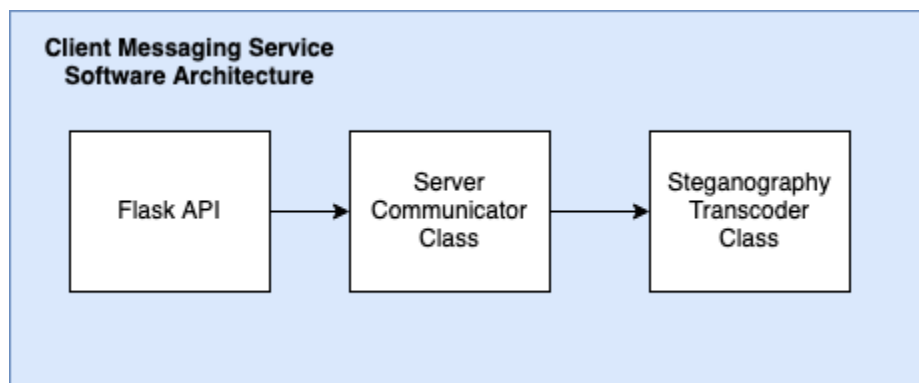 Client Messaging Service
Software Architecture
Flask API
Server
Communicator
Class
Steganography
Transcoder
Class